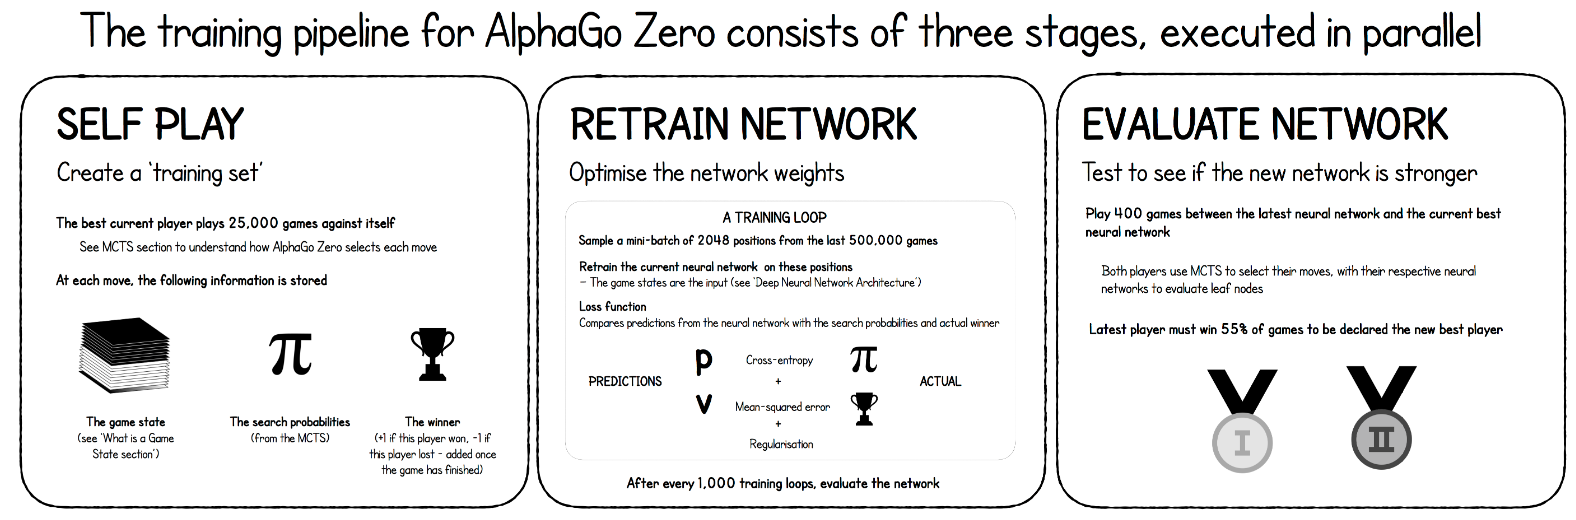 The training pipeline for AlphaGo Zero consists of three stages, executed in parallel
SELF PLAY
Create a 'training set'
The best current player plays 25,000 games against itself
See MCTS section to understand how AlphaGo Zero selects each move
At each move, the following information is stored
π
The game state
(see 'What is a Game
State section')
The search probabilities
(from the MCTS)
The winner
(+1 if this player won, -1 if
this player lost - added once
the game has finished)
RETRAIN NETWORK
Optimise the network weights
A TRAINING LOOP
Sample a mini-batch of 2048 positions from the last 500,000 games
Retrain the current neural network on these positions
- The game states are the input (see 'Deep Neural Network Architecture')
Loss function
Compares predictions from the neural network with the search probabilities and actual winner
PREDICTIONS
p
Cross-entropy
π
+
ACTUAL
v
Mean-squared error
+
Regularisation
After every 1,000 training loops, evaluate the network
EVALUATE NETWORK
Test to see if the new network is stronger
Play 400 games between the latest neural network and the current best
neural network
Both players use MCTS to select their moves, with their respective neural
networks to evaluate leaf nodes
Latest player must win 55% of games to be declared the new best player
I
II